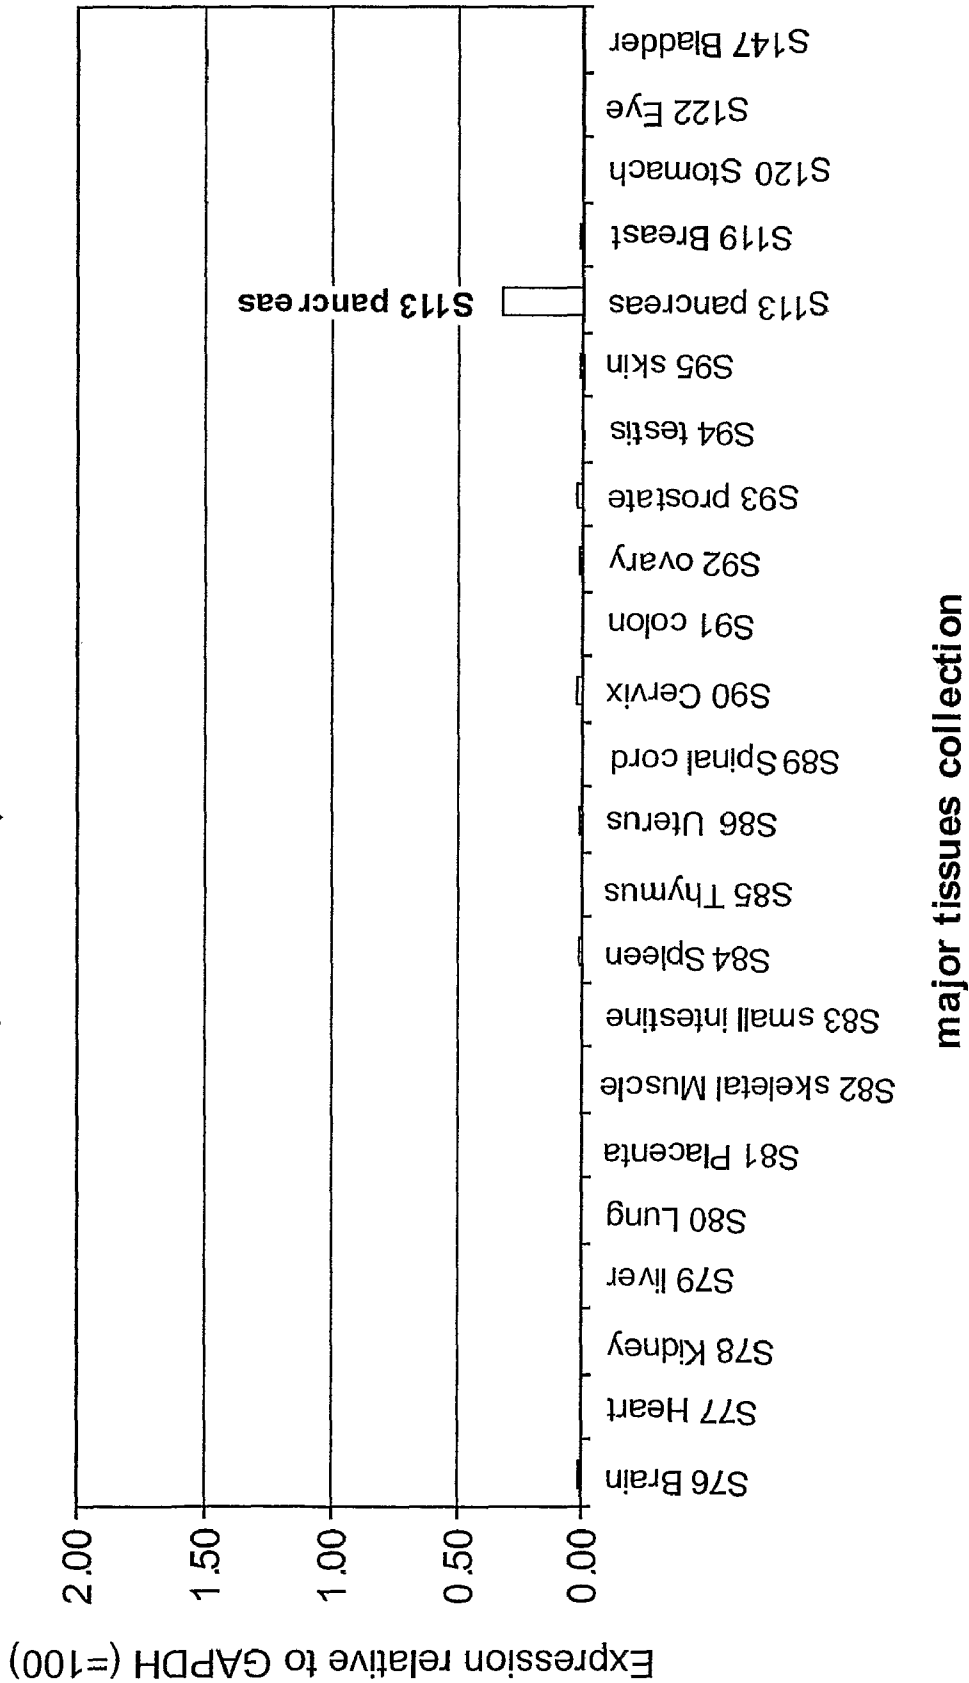 Expression relative to GAPDH (=100)
2.00
1.50
1.00
0.50
0.00
S113 pancreas
S76 Brain
S77 Heart
S78 Kidney
S79 liver
S80 Lung
S81 Placenta
S82 skeletal Muscle
S83 small intestine
S84 Spleen
S85 Thymus
S86 Uterus
S89 Spinal cord
S90 Cervix
S91 colon
S92 ovary
S93 prostate
S94 testis
S95 skin
S113 pancreas
S119 Breast
S120 Stomach
S122 Eye
S147 Bladder
major tissues collection